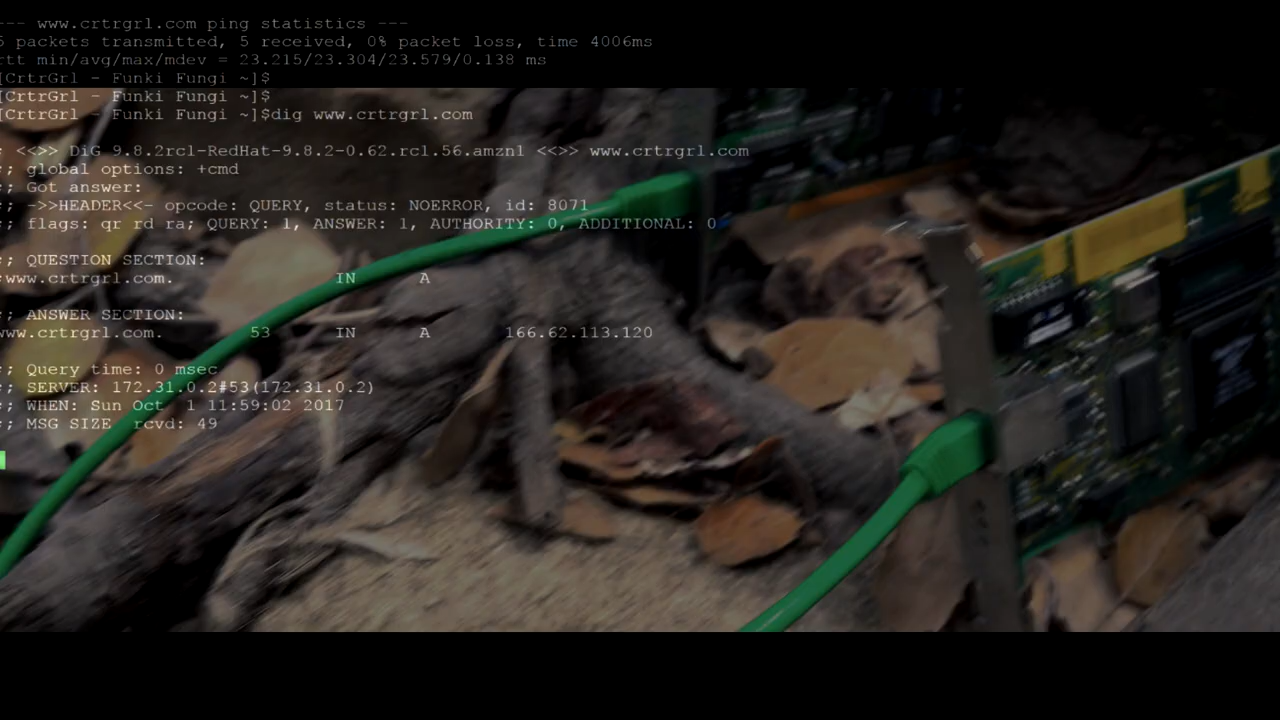 --- www.crtrgrl.com ping statistics ---
5 packets transmitted, 5 received, 0% packet loss, time 4006ms
rtt min/avg/max/mdev = 23.215/23.304/23.579/0.138 ms
[CrtrGrl - Funki Fungi ~]$
[CrtrGrl - Funki Fungi ~]$
[CrtrGrl - Funki Fungi ~]$dig www.crtrgrl.com
; <<>> DiG 9.8.2rc1-RedHat-9.8.2-0.62.rc1.56.amzn1 <<>> www.crtrgrl.com
;; global options: +cmd
;; Got answer:
;; ->>HEADER<<- opcode: QUERY, status: NOERROR, id: 8071
;; flags: qr rd ra; QUERY: 1, ANSWER: 1, AUTHORITY: 0, ADDITIONAL: 0
;; QUESTION SECTION:
;www.crtrgrl.com. IN A
;; ANSWER SECTION:
www.crtrgrl.com. 53 IN A 166.62.113.120
;; Query time: 0 msec
;; SERVER: 172.31.0.2#53(172.31.0.2)
;; WHEN: Sun Oct 1 11:59:02 2017
;; MSG SIZE rcvd: 49